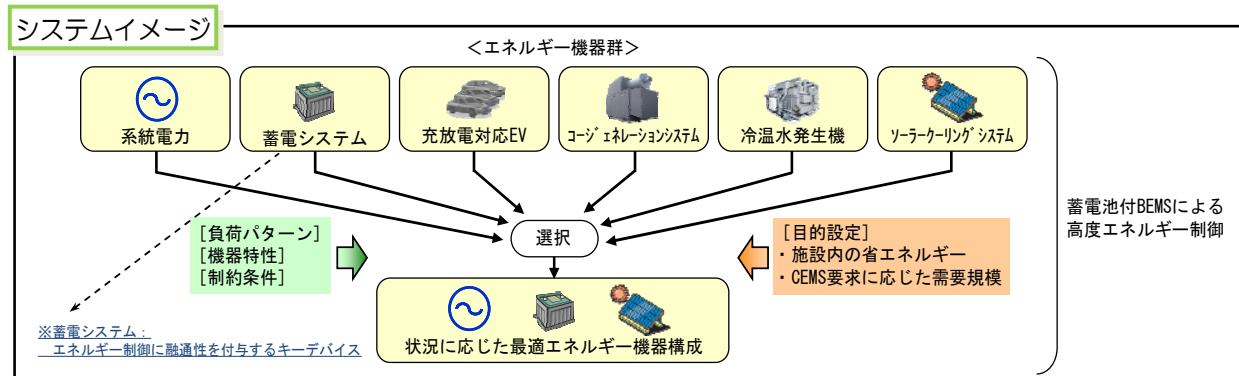 システムイメージ
＜エネルギー機器群＞
系統電力
蓄電システム
充放電対応EV
コージェネレーションシステム
冷温水発生機
ソーラークーリングシステム
蓄電池付BEMSによる
高度エネルギー制御
選択
[負荷パターン]
[機器特性]
[制約条件]
[目的設定]
・施設内の省エネルギー
・CEMS要求に応じた需要規模
※蓄電システム：
エネルギー制御に融通性を付与するキーデバイス
状況に応じた最適エネルギー機器構成